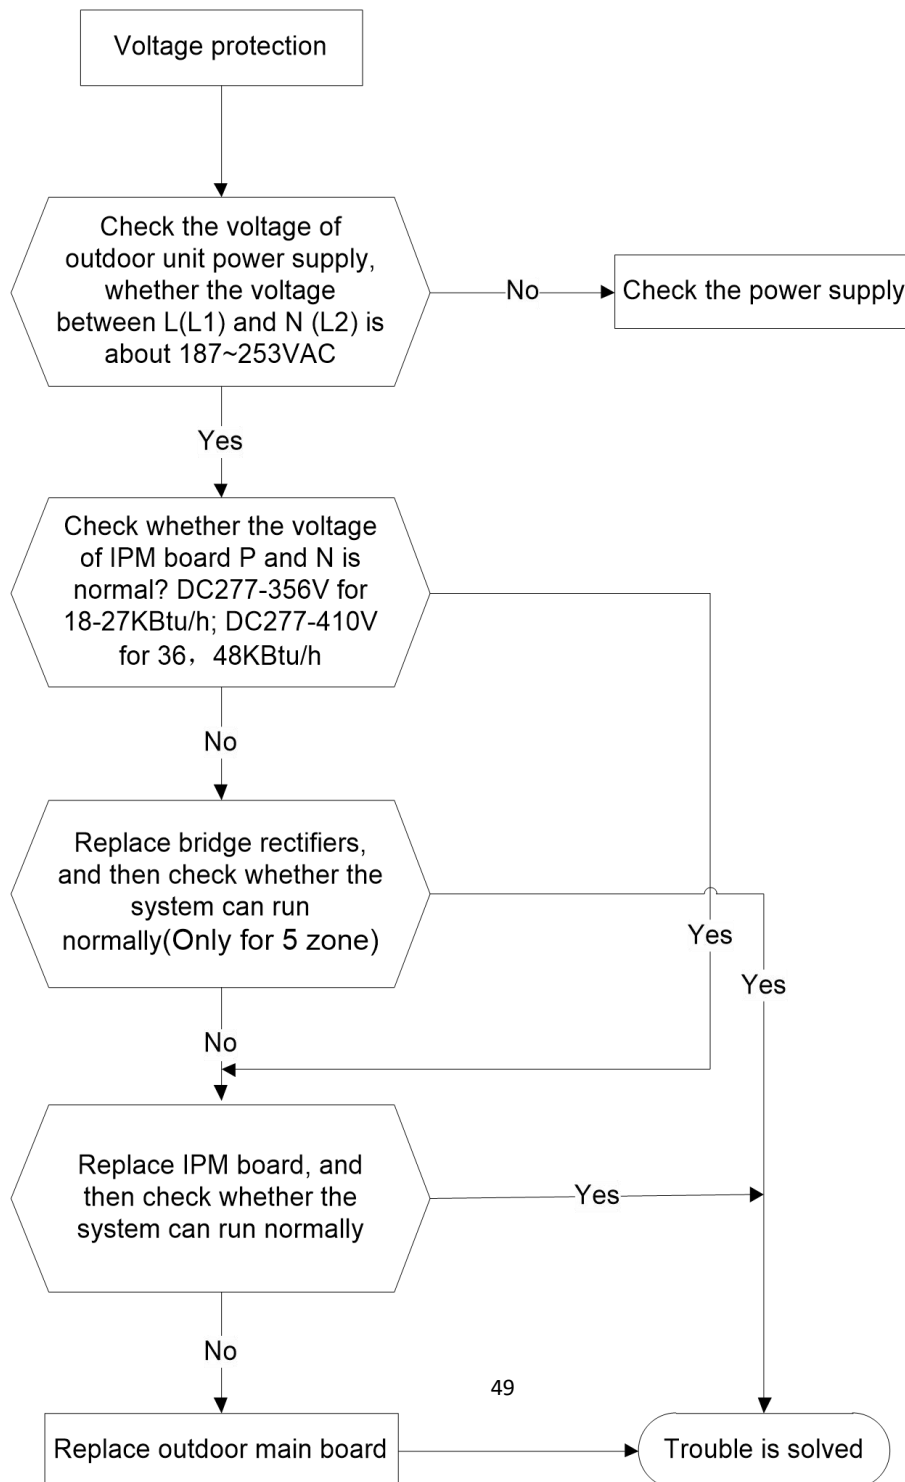 Voltage protection
Check the voltage of
outdoor unit power supply,
whether the voltage
between L(L1) and N (L2) is
about 187~253VAC
No
Check the power supply
Yes
Check whether the voltage
of IPM board P and N is
normal? DC277-356V for
18-27KBtu/h; DC277-410V
for 36，48KBtu/h
No
Replace bridge rectifiers,
and then check whether the
system can run
normally(Only for 5 zone)
Yes
Yes
No
Replace IPM board, and
then check whether the
system can run normally
Yes
No
49
Replace outdoor main board
Trouble is solved